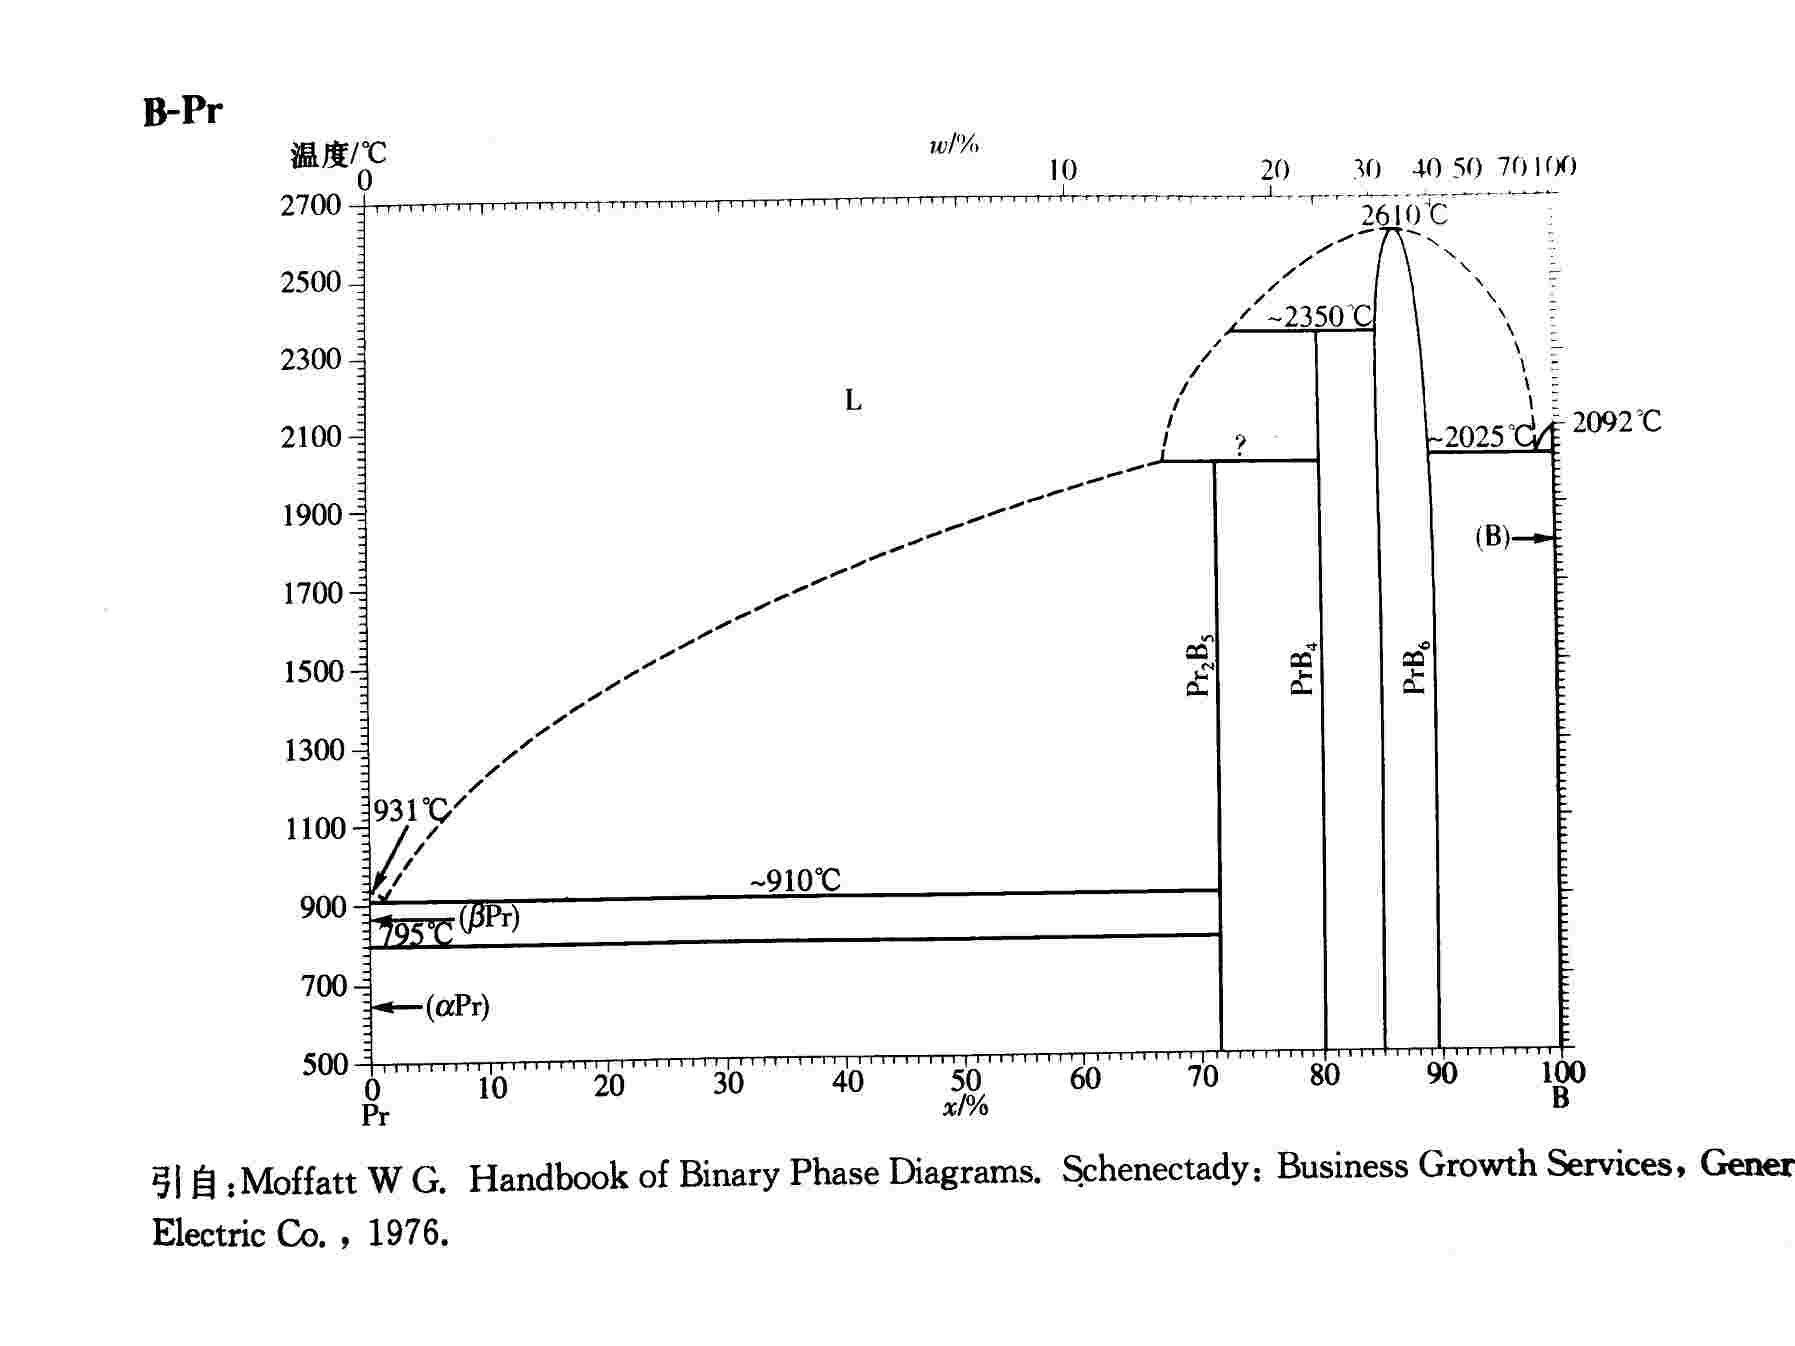 B-Pr
温度/℃
w/%
0 10 20 30 40 50 70 100
2700
2610℃
2500
~2350℃
2300
L
2100
?
~2025℃
2092℃
1900
(B)
1700
Pr₂B₅
PrB₄
PrB₆
1500
1300
931℃
1100
~910℃
900
(βPr)
795℃
700
(αPr)
500
0 10 20 30 40 50 60 70 80 90 100
Pr x/% B
引自:Moffatt W G. Handbook of Binary Phase Diagrams. Schenectady: Business Growth Services, Gener
Electric Co., 1976.